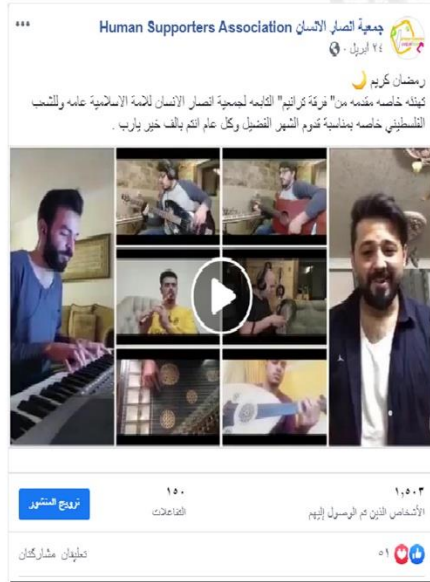 جمعية انصار الانسان Human Supporters Association
٢٤ أبريل ·
رمضان كريم 🌙
تهنئه خاصه مقدمه من" فرقة ترانيم" التابعه لجمعية انصار الانسان للامة الاسلامية عامه وللشعب
الفلسطيني خاصه بمناسبة قدوم الشهر الفضيل وكل عام انتم بالف خير يارب .
١,٥٠٣
الأشخاص الذين تم الوصول إليهم
١٥٠
التفاعلات
ترويج المنشور
٥١
تعليقان مشاركتان